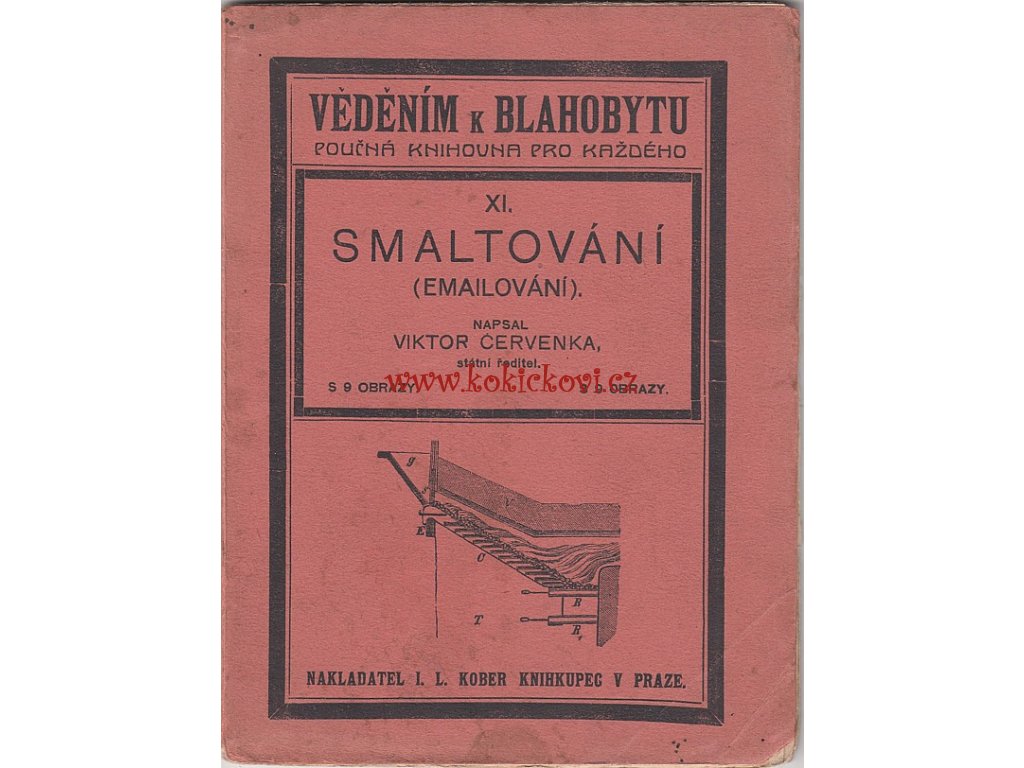 VĚDĚNÍM K BLAHOBYTU
POUČNÁ KNIHOVNA PRO KAŽDÉHO
XI.
SMALTOVÁNÍ
(EMAILOVÁNÍ).
NAPSAL
VIKTOR ČERVENKA,
státní ředitel.
www.kokickovi.cz
S 9 OBRAZY. S 9 OBRAZY.
g
V
E
C
R
T
R₁
NAKLADATEL I. L. KOBER KNIHKUPEC V PRAZE.